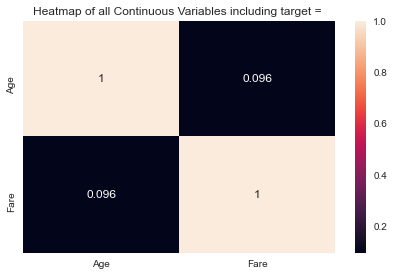 Heatmap of all Continuous Variables including target =
Age
1
0.096
Fare
0.096
1
Age
Fare
1.0
0.8
0.6
0.4
0.2